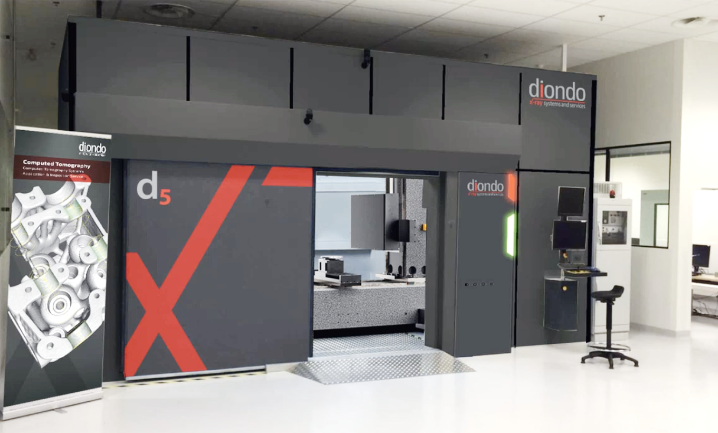 diondo
x-ray systems and services
diondo
Computed Tomography
d5
diondo